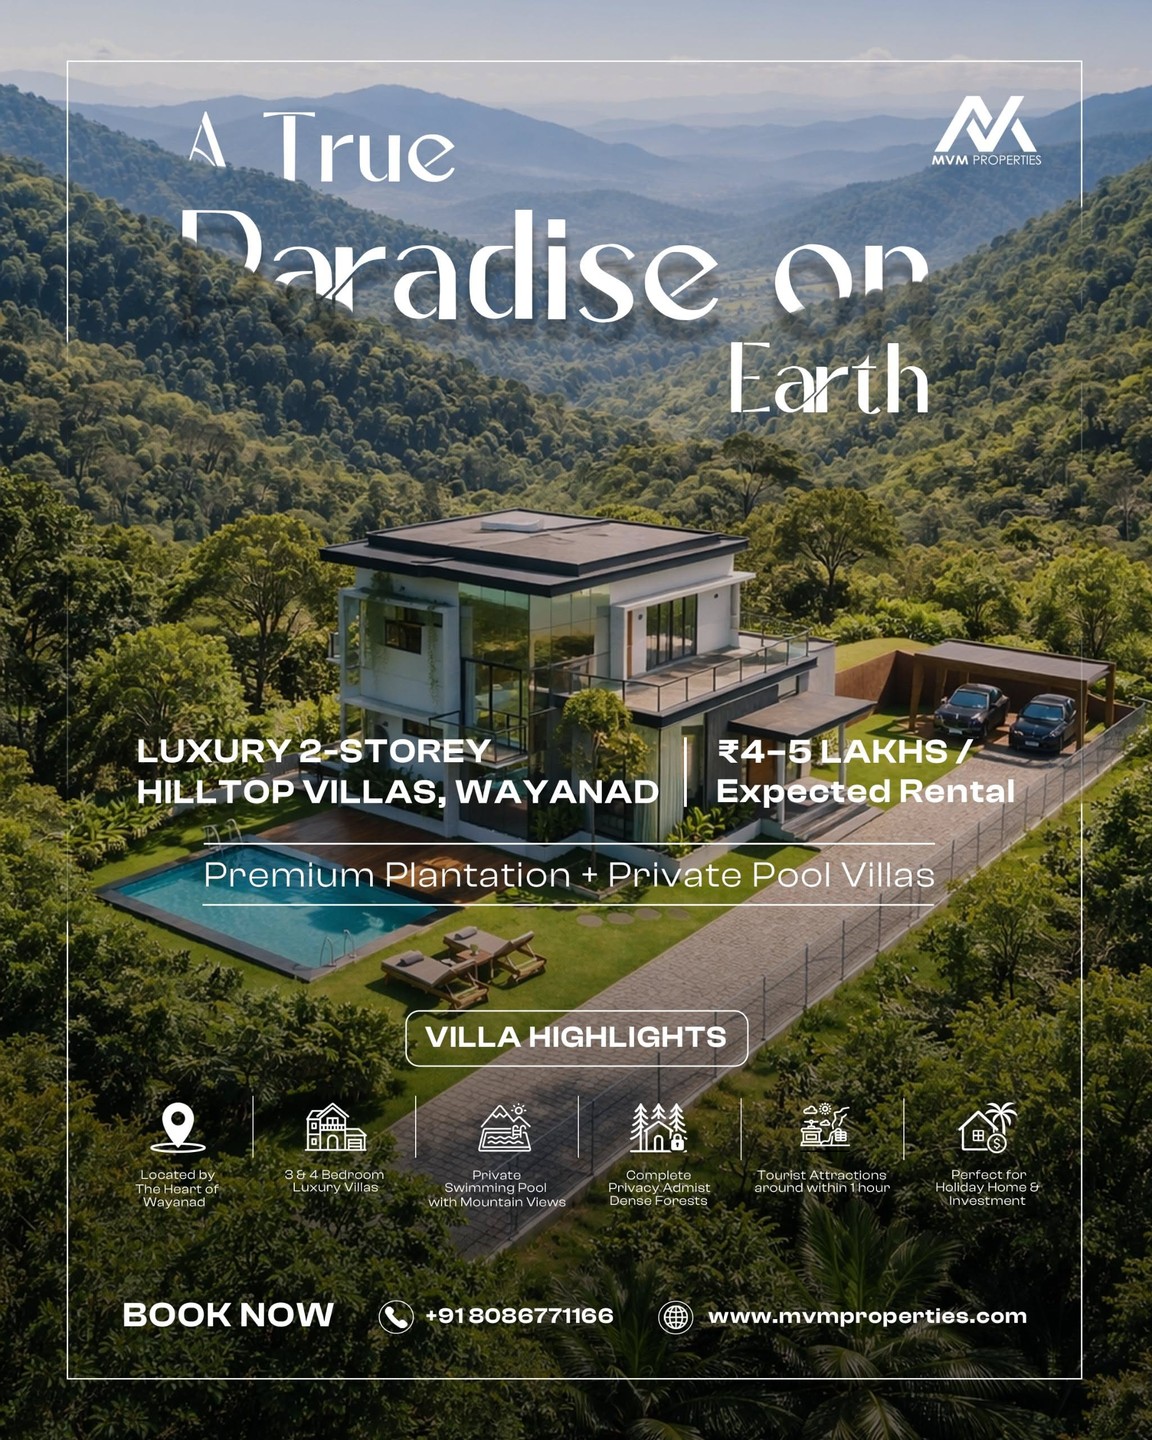 A True
Paradise on
Earth
MVM PROPERTIES
LUXURY 2-STOREY
HILLTOP VILLAS, WAYANAD
₹4–5 LAKHS /
Expected Rental
Premium Plantation + Private Pool Villas
VILLA HIGHLIGHTS
Located by
The Heart of
Wayanad
3 & 4 Bedroom
Luxury Villas
Private
Swimming Pool
with Mountain Views
Complete
Privacy Admist
Dense Forests
Tourist Attractions
around within 1 hour
Perfect for
Holiday Home &
Investment
BOOK NOW
+91 8086771166
www.mvmproperties.com